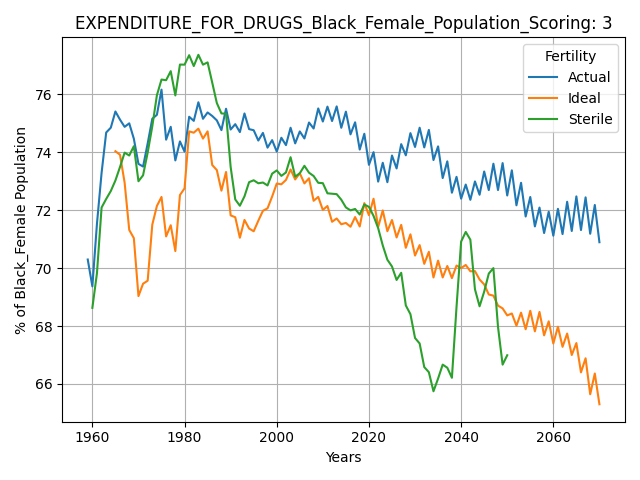 EXPENDITURE_FOR_DRUGS_Black_Female_Population_Scoring: 3
Fertility
Actual
Ideal
Sterile
% of Black_Female Population
76
74
72
70
68
66
1960
1980
2000
2020
2040
2060
Years